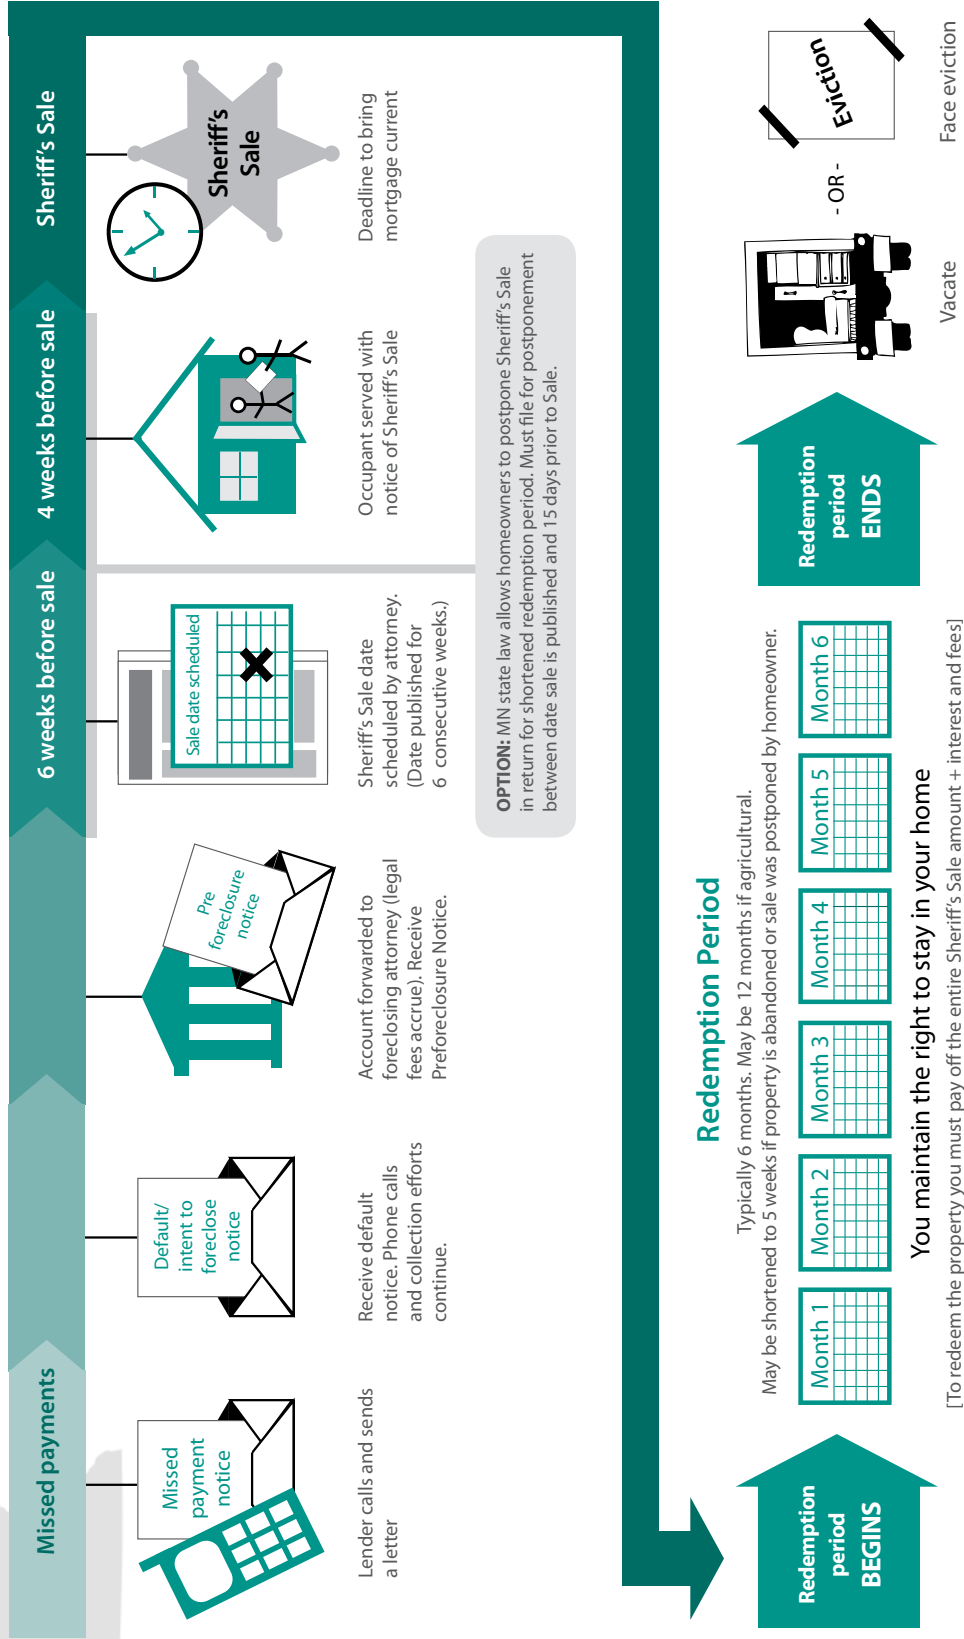 Missed payments
6 weeks before sale
4 weeks before sale
Sheriff's Sale
Missed
payment
notice
Lender calls and sends
a letter
Default/
intent to
foreclose
notice
Receive default
notice. Phone calls
and collection efforts
continue.
Pre
foreclosure
notice
Account forwarded to
foreclosing attorney (legal
fees accrue). Receive
Preforeclosure Notice.
Sale date scheduled
Sheriff's Sale date
scheduled by attorney.
(Date published for
6 consecutive weeks.)
Occupant served with
notice of Sheriff's Sale
Sheriff's
Sale
Deadline to bring
mortgage current
OPTION: MN state law allows homeowners to postpone Sheriff's Sale
in return for shortened redemption period. Must file for postponement
between date sale is published and 15 days prior to Sale.
Redemption
period
BEGINS
Redemption Period
Typically 6 months. May be 12 months if agricultural.
May be shortened to 5 weeks if property is abandoned or sale was postponed by homeowner.
Month 1
Month 2
Month 3
Month 4
Month 5
Month 6
You maintain the right to stay in your home
[To redeem the property you must pay off the entire Sheriff's Sale amount + interest and fees]
Redemption
period
ENDS
Vacate
- OR -
Eviction
Face eviction